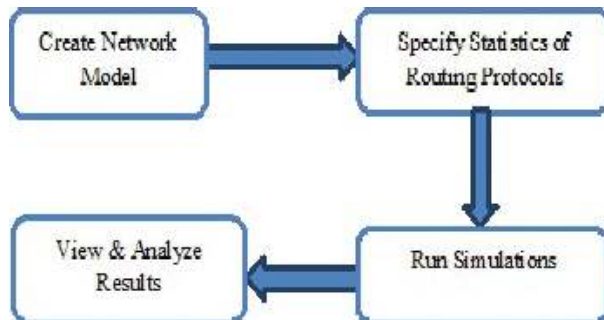 Create Network
Model
Specify Statistics of
Routing Protocols
Run Simulations
View & Analyze
Results